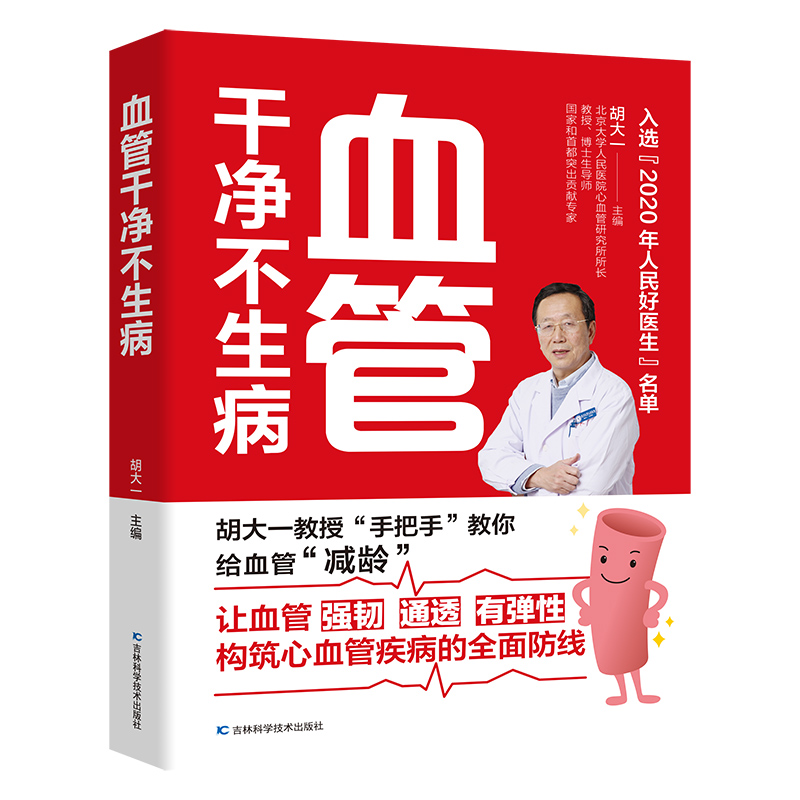 血管干净不生病
胡大一 主编
吉林科学技术出版社
血管
干净不生病
入选『2020年人民好医生』名单
胡大一——主编
北京大学人民医院心血管研究所所长
教授、博士生导师
国家和首都突出贡献专家
胡大一教授“手把手”教你
给血管“减龄”
让血管 强韧 通透 有弹性
构筑心血管疾病的全面防线
吉林科学技术出版社